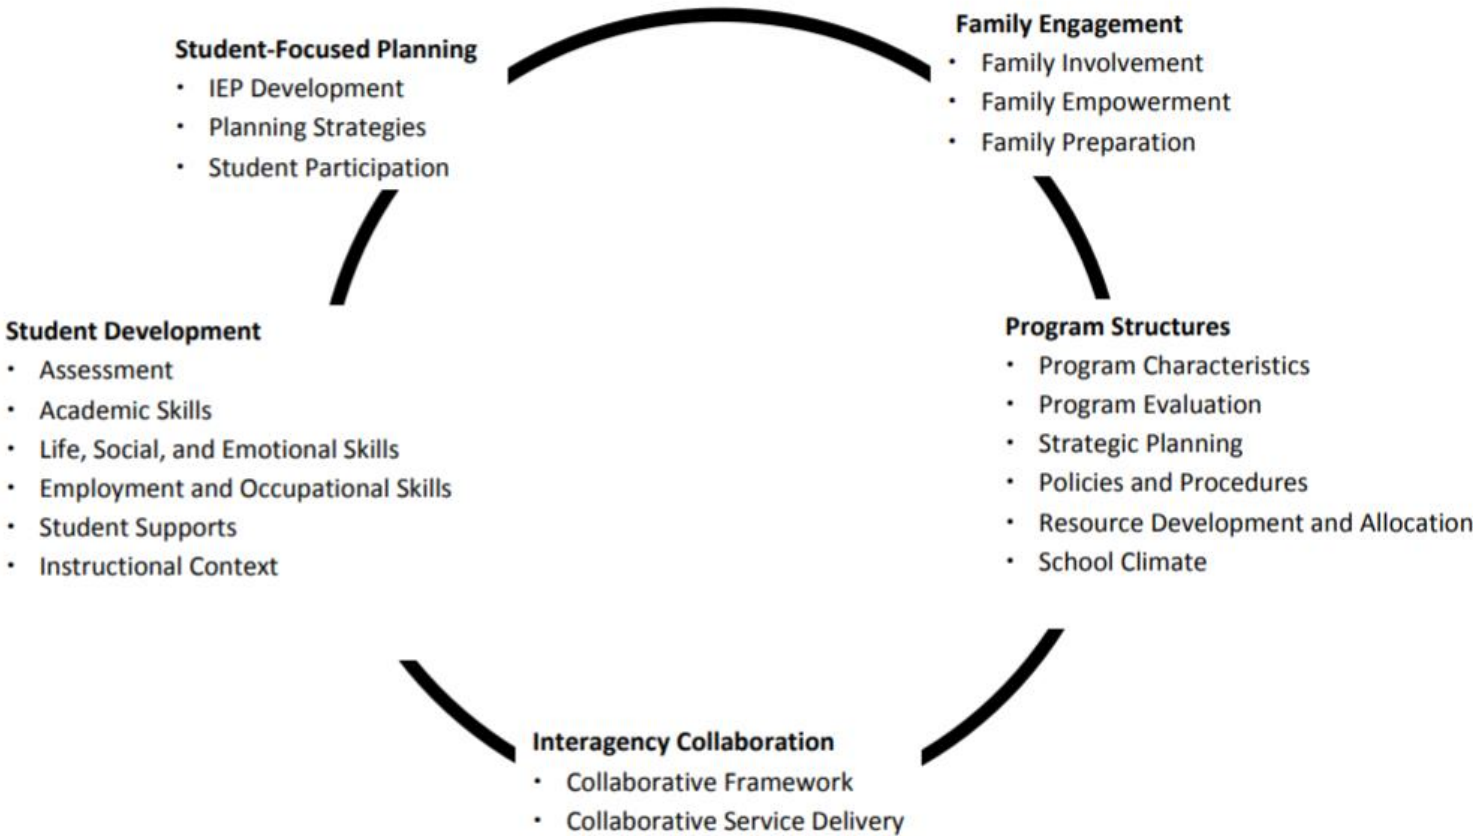 Student-Focused Planning
· IEP Development
· Planning Strategies
· Student Participation
Family Engagement
· Family Involvement
· Family Empowerment
· Family Preparation
Student Development
· Assessment
· Academic Skills
· Life, Social, and Emotional Skills
· Employment and Occupational Skills
· Student Supports
· Instructional Context
Program Structures
· Program Characteristics
· Program Evaluation
· Strategic Planning
· Policies and Procedures
· Resource Development and Allocation
· School Climate
Interagency Collaboration
· Collaborative Framework
· Collaborative Service Delivery